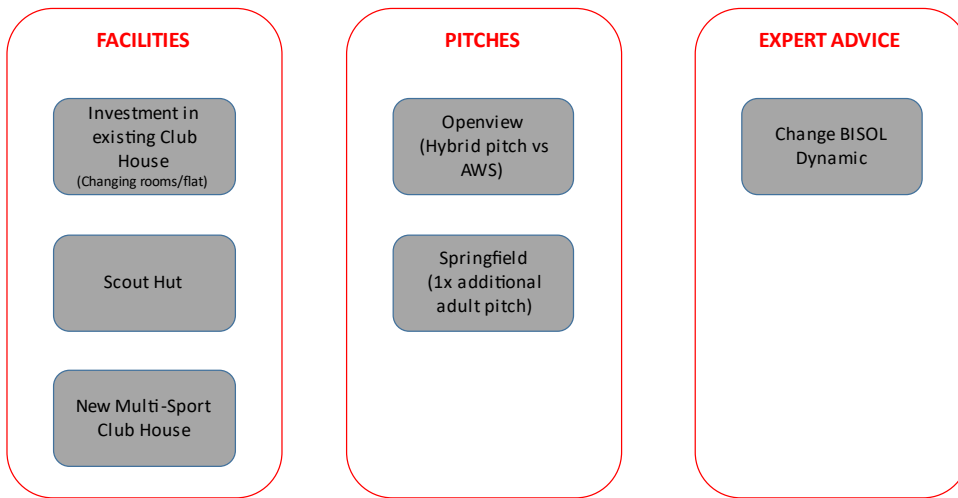 FACILITIES
Investment in
existing Club
House
(Changing rooms/flat)
Scout Hut
New Multi-Sport
Club House
PITCHES
Openview
(Hybrid pitch vs
AWS)
Springfield
(1x additional
adult pitch)
EXPERT ADVICE
Change BISOL
Dynamic